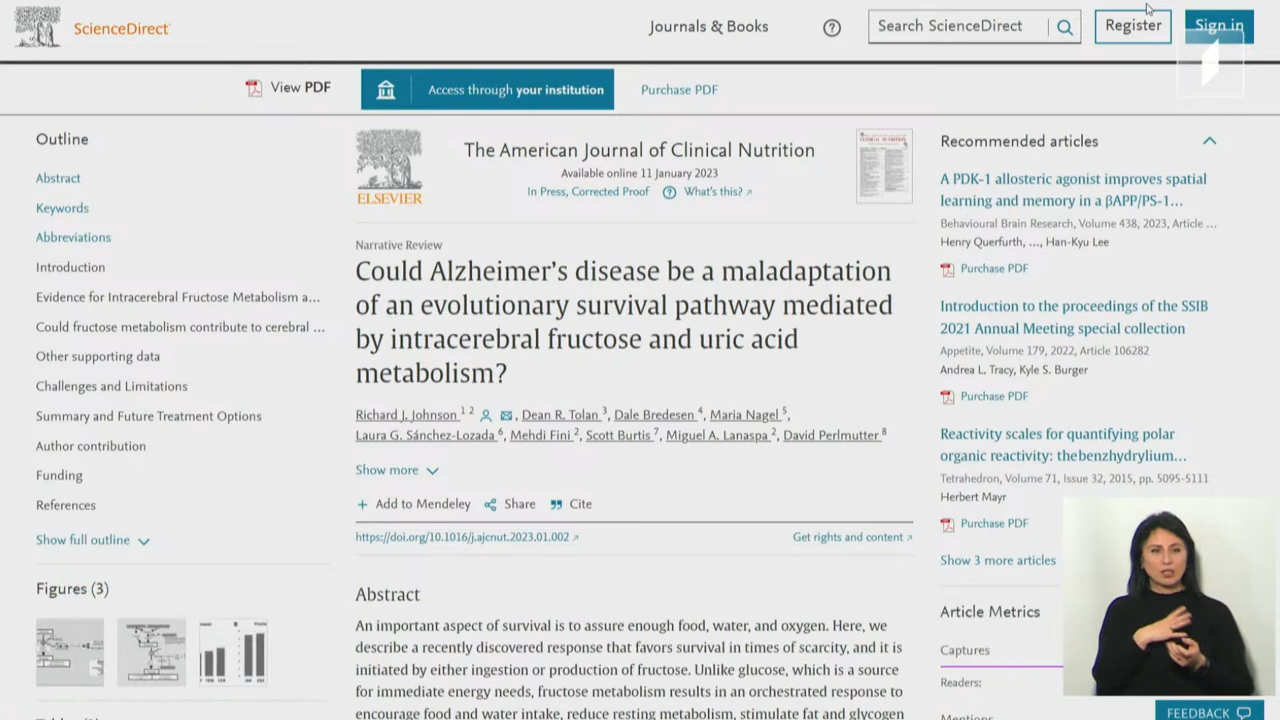 ScienceDirect
Journals & Books
Search ScienceDirect
Register
Sign in
View PDF
Access through your institution
Purchase PDF
Outline
Abstract
Keywords
Abbreviations
Introduction
Evidence for Intracerebral Fructose Metabolism a...
Could fructose metabolism contribute to cerebral ...
Other supporting data
Challenges and Limitations
Summary and Future Treatment Options
Author contribution
Funding
References
Show full outline
Figures (3)
ELSEVIER
The American Journal of Clinical Nutrition
Available online 11 January 2023
In Press, Corrected Proof
? What's this? ↗
Narrative Review
Could Alzheimer's disease be a maladaptation
of an evolutionary survival pathway mediated
by intracerebral fructose and uric acid
metabolism?
Richard J. Johnson 1 2, Dean R. Tolan 3, Dale Bredesen 4, Maria Nagel 5,
Laura G. Sánchez-Lozada 6, Mehdi Fini 2, Scott Burtis 7, Miguel A. Lanaspa 2, David Perlmutter 8
Show more
+ Add to Mendeley Share Cite
https://doi.org/10.1016/j.ajcnut.2023.01.002 ↗
Get rights and content ↗
Abstract
An important aspect of survival is to assure enough food, water, and oxygen. Here, we
describe a recently discovered response that favors survival in times of scarcity, and it is
initiated by either ingestion or production of fructose. Unlike glucose, which is a source
for immediate energy needs, fructose metabolism results in an orchestrated response to
encourage food and water intake, reduce resting metabolism, stimulate fat and glycogen
Recommended articles
A PDK-1 allosteric agonist improves spatial
learning and memory in a βAPP/PS-1...
Behavioural Brain Research, Volume 438, 2023, Article ...
Henry Querfurth, ..., Han-Kyu Lee
Purchase PDF
Introduction to the proceedings of the SSIB
2021 Annual Meeting special collection
Appetite, Volume 179, 2022, Article 106282
Andrea L. Tracy, Kyle S. Burger
Purchase PDF
Reactivity scales for quantifying polar
organic reactivity: the benzhydrylium...
Tetrahedron, Volume 71, Issue 32, 2015, pp. 5095-5111
Herbert Mayr
Purchase PDF
Show 3 more articles
Article Metrics
Captures
Readers:
FEEDBACK